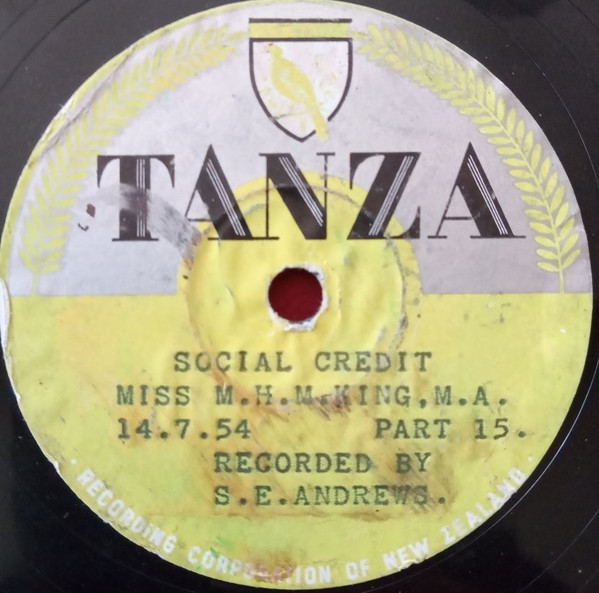 TANZA
SOCIAL CREDIT
MISS M.H.M.KING,M.A.
14.7.54 PART 15.
RECORDED BY
S.E.ANDREWS.
RECORDING CORPORATION OF NEW ZEALAND